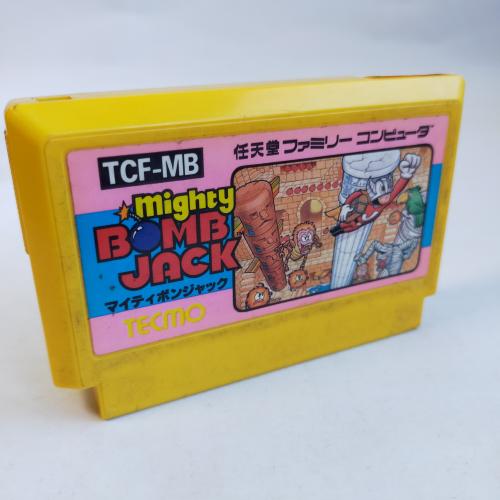 TCF-MB
任天堂 ファミリー コンピュータ
mighty
BOMB
JACK
マイティボンジャック
TECMO